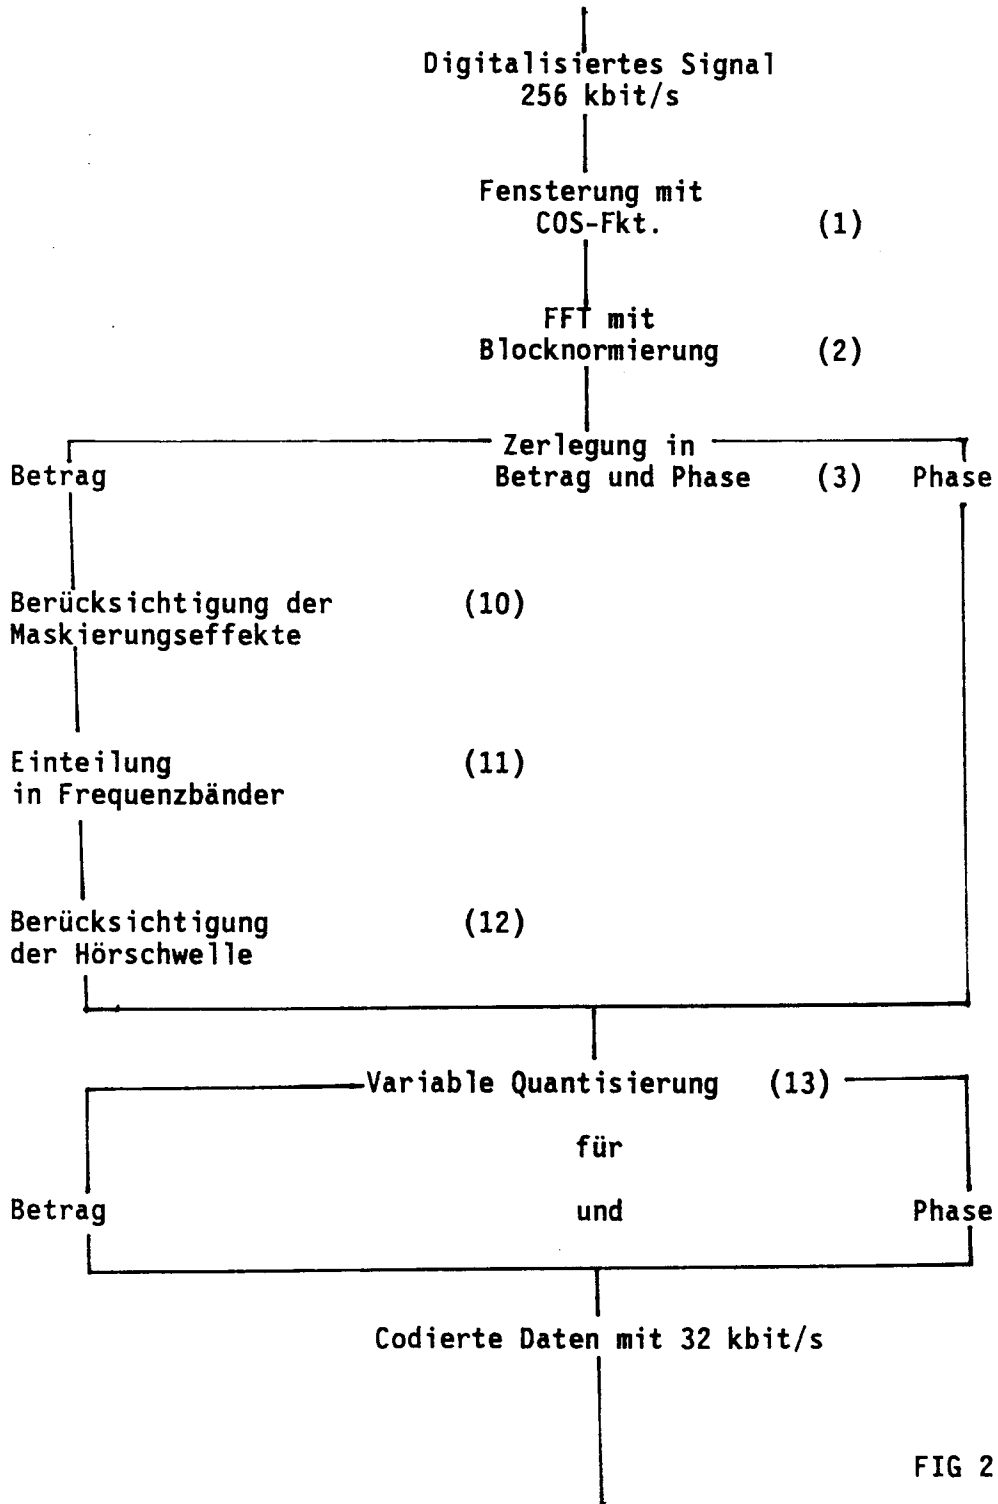 Digitalisiertes Signal
256 kbit/s
Fensterung mit
COS-Fkt. (1)
FFT mit
Blocknormierung (2)
Zerlegung in
Betrag Betrag und Phase (3) Phase
Berücksichtigung der (10)
Maskierungseffekte
Einteilung (11)
in Frequenzbänder
Berücksichtigung (12)
der Hörschwelle
Variable Quantisierung (13)
für
Betrag und Phase
Codierte Daten mit 32 kbit/s
FIG 2